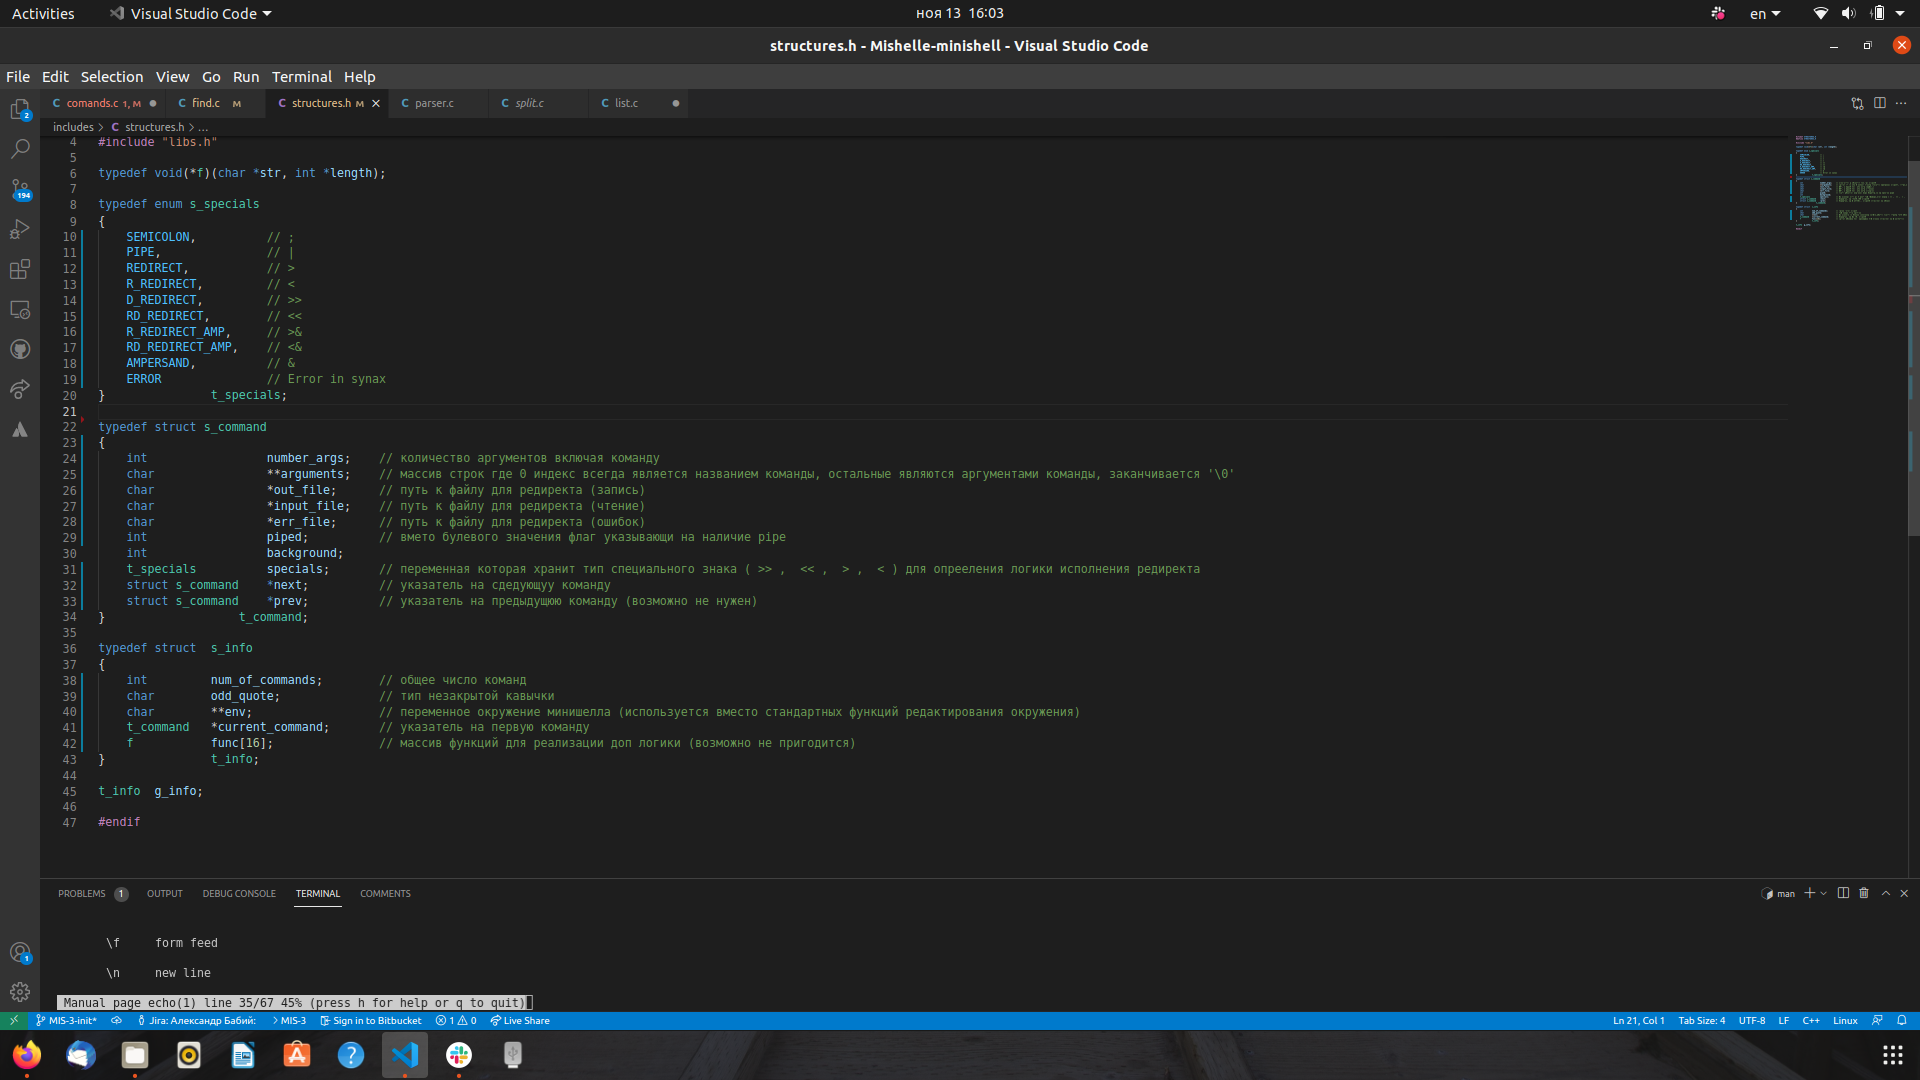 Activities Visual Studio Code ноя 13 16:03 en
structures.h - Mishelle-minishell - Visual Studio Code
File Edit Selection View Go Run Terminal Help
C comands.c 1, M C find.c M C structures.h M C parser.c C split.c C list.c
includes > C structures.h > ...
4 #include "libs.h"
5
6 typedef void(*f)(char *str, int *length);
7
8 typedef enum s_specials
9 {
10 SEMICOLON, // ;
11 PIPE, // |
12 REDIRECT, // >
13 R_REDIRECT, // <
14 D_REDIRECT, // >>
15 RD_REDIRECT, // <<
16 R_REDIRECT_AMP, // >&
17 RD_REDIRECT_AMP, // <&
18 AMPERSAND, // &
19 ERROR // Error in synax
20 } t_specials;
21
22 typedef struct s_command
23 {
24 int number_args; // количество аргументов включая команду
25 char **arguments; // массив строк где 0 индекс всегда является названием команды, остальные являются аргументами команды, заканчивается '\0'
26 char *out_file; // путь к файлу для редиректа (запись)
27 char *input_file; // путь к файлу для редиректа (чтение)
28 char *err_file; // путь к файлу для редиректа (ошибок)
29 int piped; // вмето булевого значения флаг указывающи на наличие pipe
30 int background;
31 t_specials specials; // переменная которая хранит тип специального знака ( >> , << , > , < ) для опрееления логики исполнения редиректа
32 struct s_command *next; // указатель на сдедующуу команду
33 struct s_command *prev; // указатель на предыдущюю команду (возможно не нужен)
34 } t_command;
35
36 typedef struct s_info
37 {
38 int num_of_commands; // общее число команд
39 char odd_quote; // тип незакрытой кавычки
40 char **env; // переменное окружение минишелла (используется вместо стандартных функций редактирования окружения)
41 t_command *current_command; // указатель на первую команду
42 f func[16]; // массив функций для реализации доп логики (возможно не пригодится)
43 } t_info;
44
45 t_info g_info;
46
47 #endif
2
194
1
PROBLEMS 1 OUTPUT DEBUG CONSOLE TERMINAL COMMENTS man
\f form feed
\n new line
Manual page echo(1) line 35/67 45% (press h for help or q to quit)
MIS-3-init* Jira: Александр Бабий: > MIS-3 Sign in to Bitbucket 1 0 Live Share Ln 21, Col 1 Tab Size: 4 UTF-8 LF C++ Linux